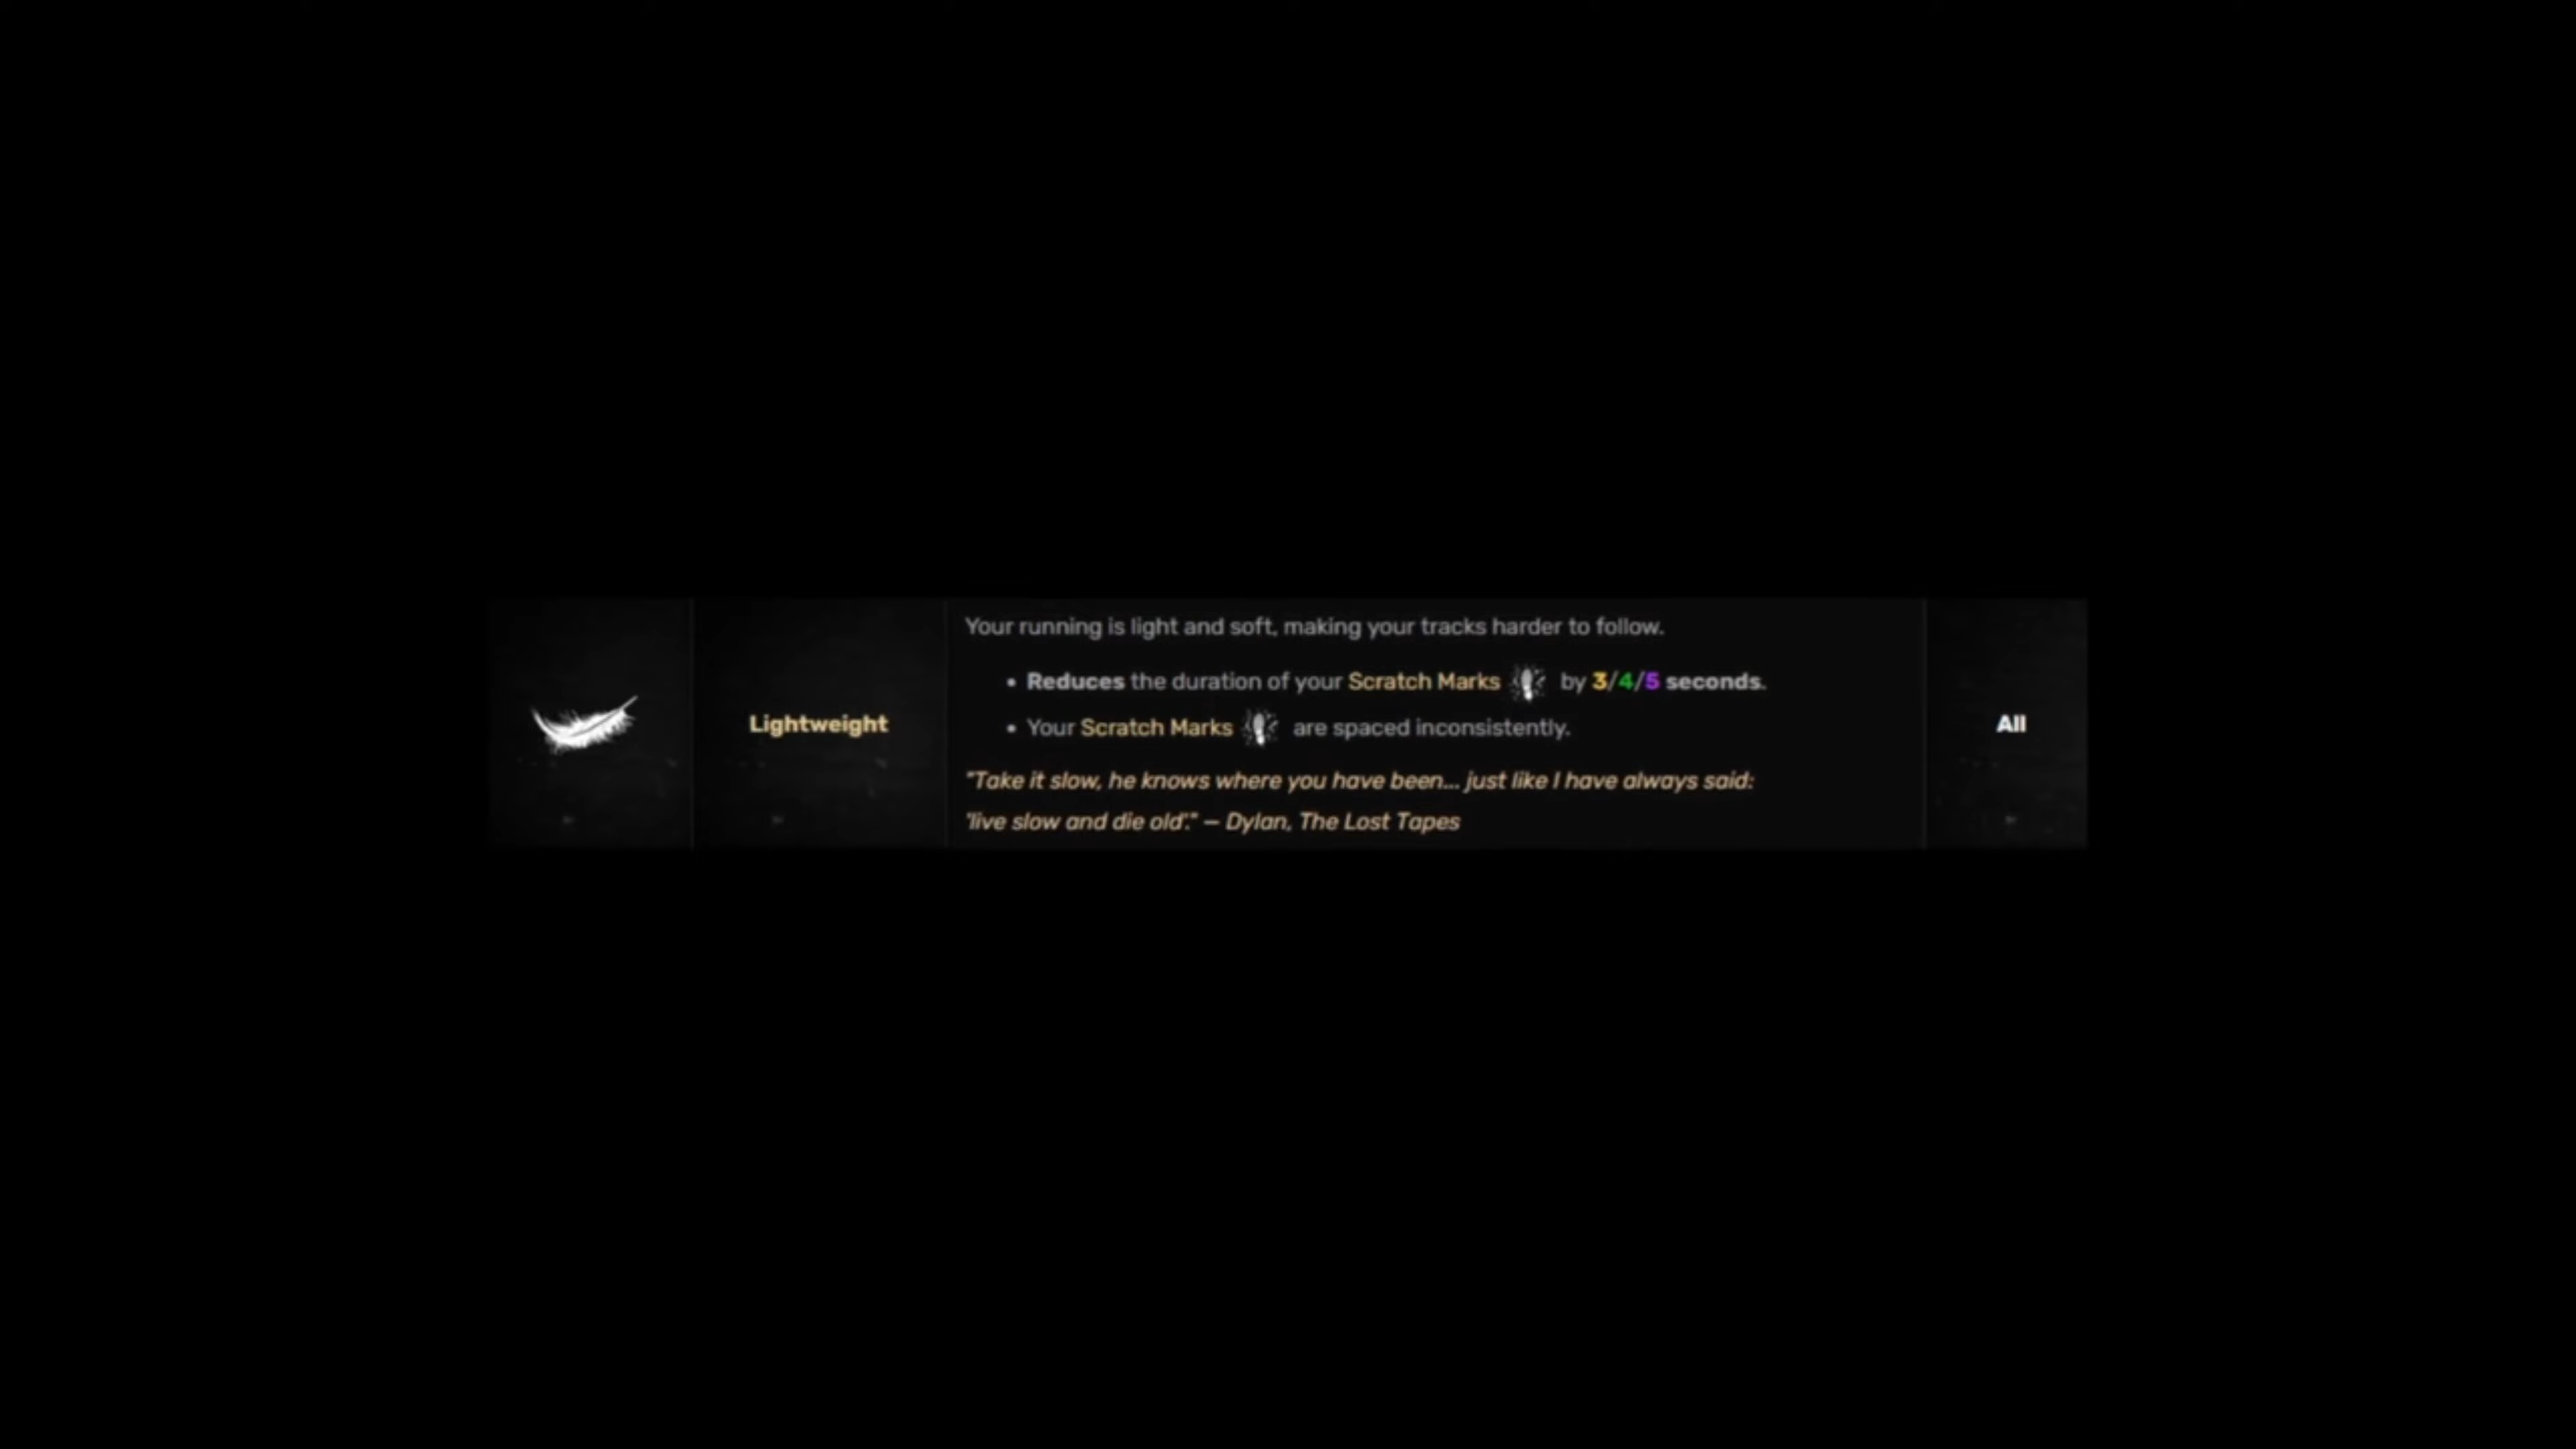 Lightweight
Your running is light and soft, making your tracks harder to follow.
• Reduces the duration of your Scratch Marks by 3/4/5 seconds.
• Your Scratch Marks are spaced inconsistently.
"Take it slow, he knows where you have been... just like I have always said:
'live slow and die old'." — Dylan, The Lost Tapes
All